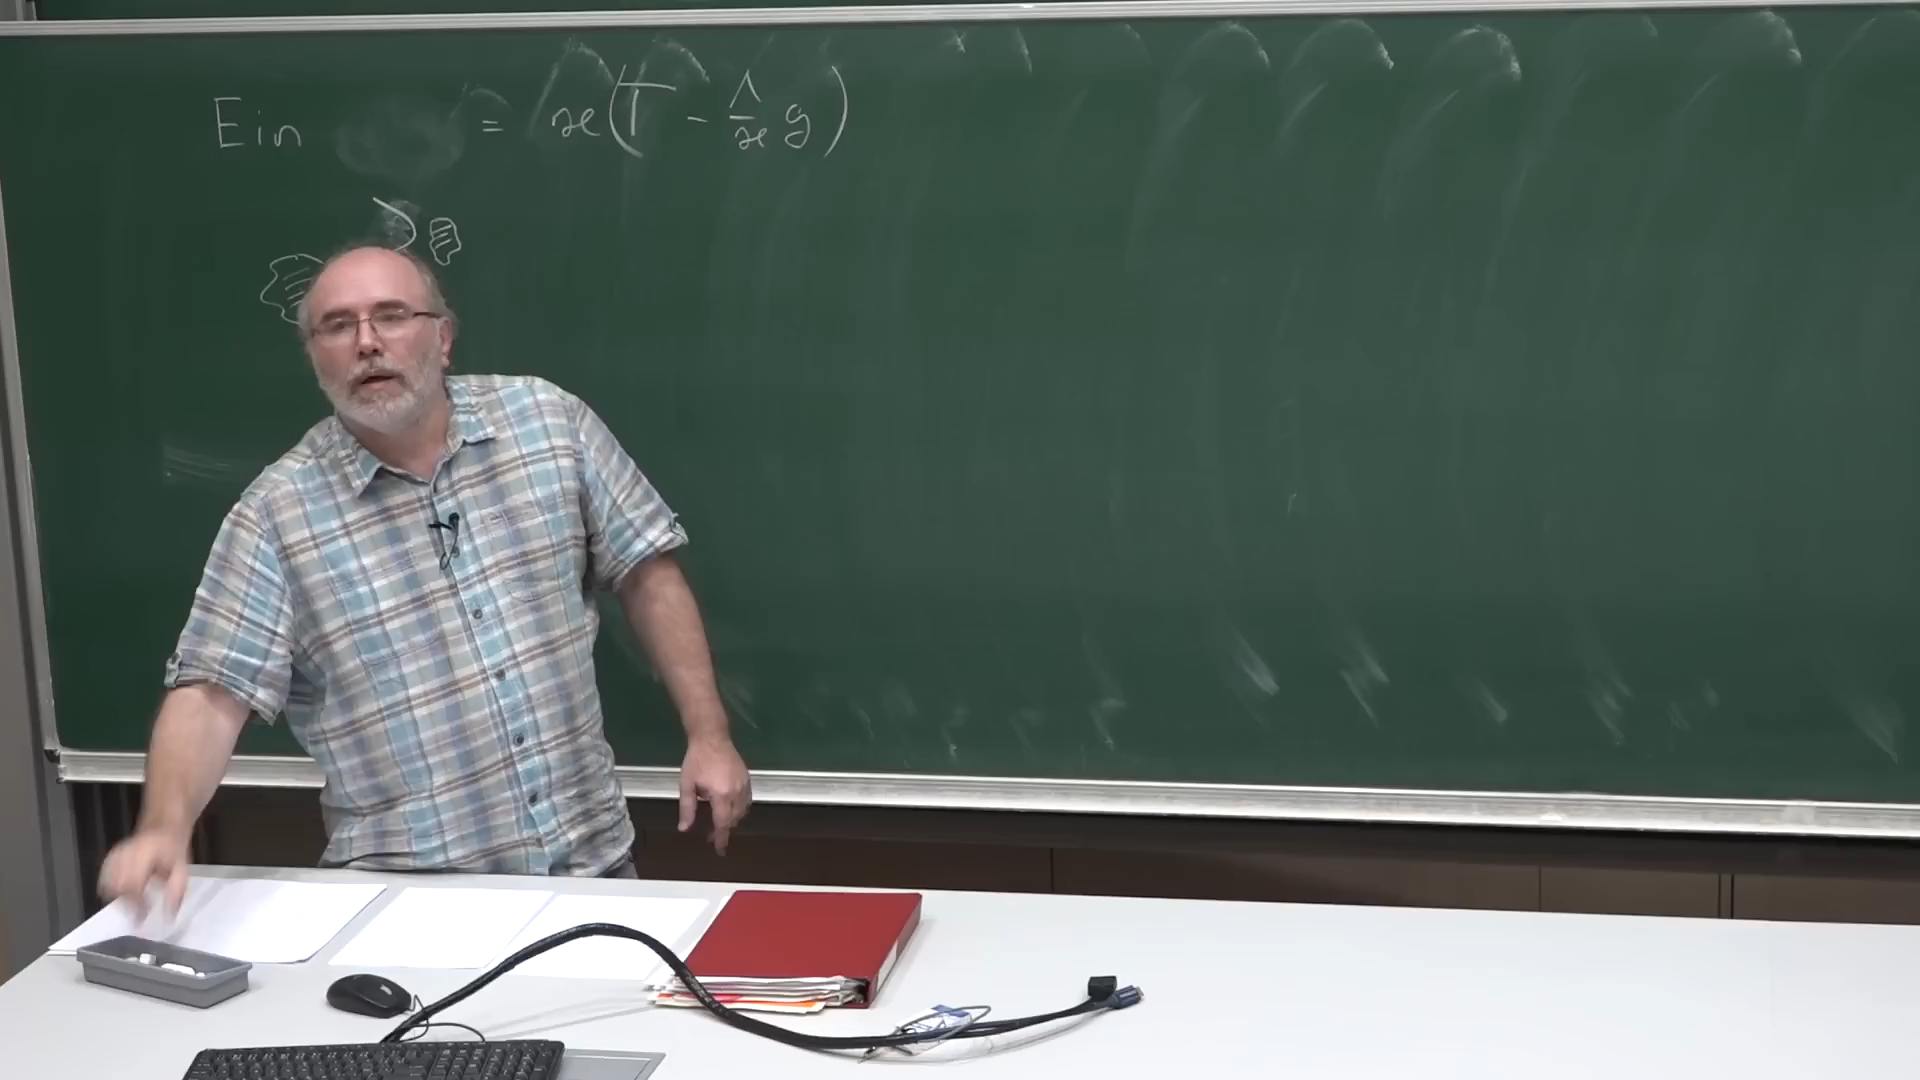 Ein = ϰ(T - Λ/ϰ g)